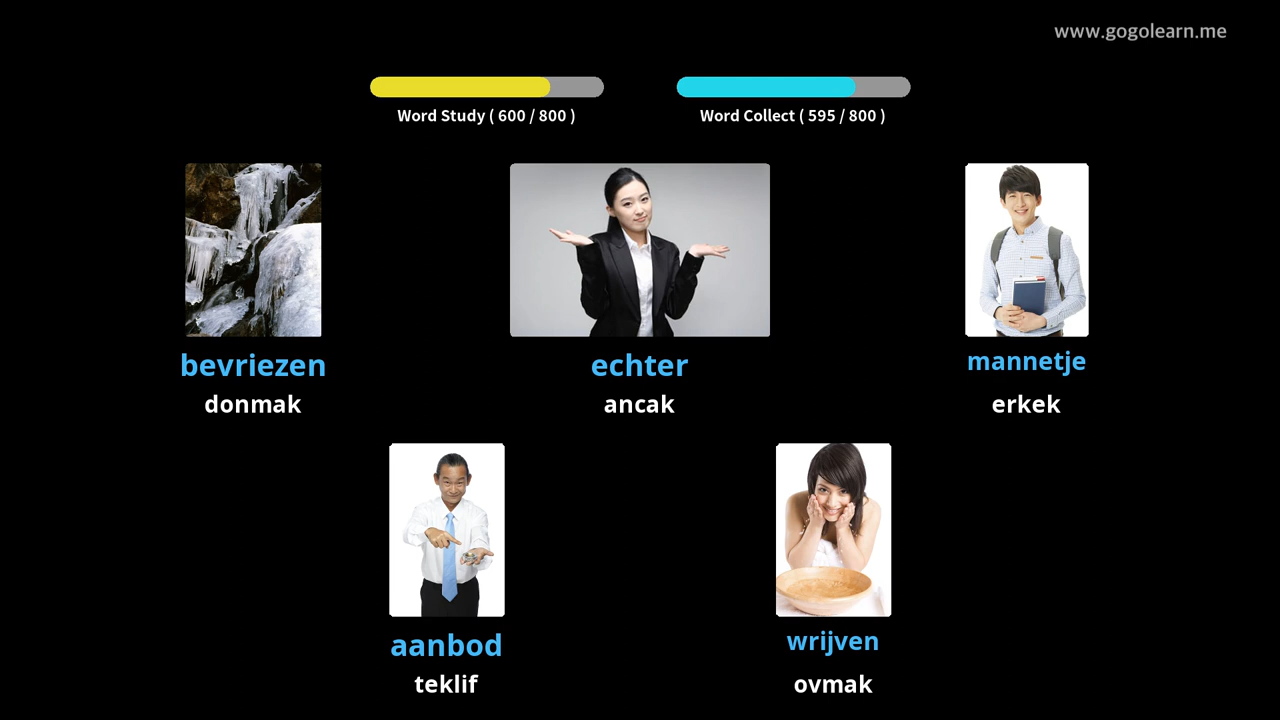 www.gogolearn.me
Word Study ( 600 / 800 )
Word Collect ( 595 / 800 )
bevriezen
donmak
echter
ancak
mannetje
erkek
aanbod
teklif
wrijven
ovmak